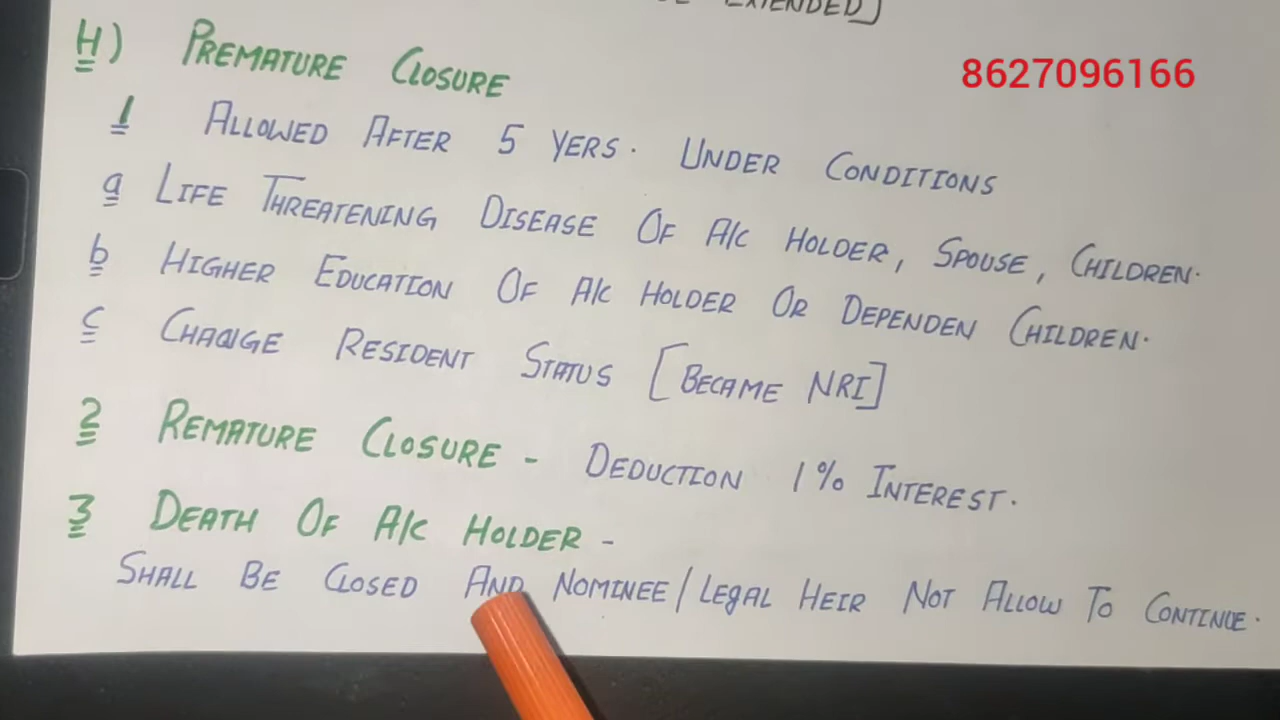 EXTENDED]
H) PREMATURE CLOSURE
8627096166
1 ALLOWED AFTER 5 YERS. UNDER CONDITIONS
a LIFE THREATENING DISEASE OF A/C HOLDER, SPOUSE, CHILDREN.
b HIGHER EDUCATION OF A/C HOLDER OR DEPENDEN CHILDREN.
c CHANGE RESIDENT STATUS [BECAME NRI]
2 REMATURE CLOSURE - DEDUCTION 1% INTEREST.
3 DEATH OF A/C HOLDER -
SHALL BE CLOSED AND NOMINEE/LEGAL HEIR NOT ALLOW TO CONTINUE.